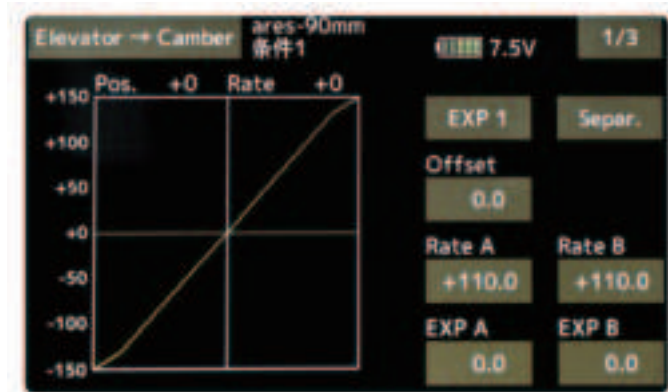 Elevator → Camber
ares-90mm
条件1
7.5V
1/3
Pos. +0 Rate +0
+150
+100
+50
+0
-50
-100
-150
EXP 1
Separ.
Offset
0.0
Rate A
Rate B
+110.0
+110.0
EXP A
EXP B
0.0
0.0